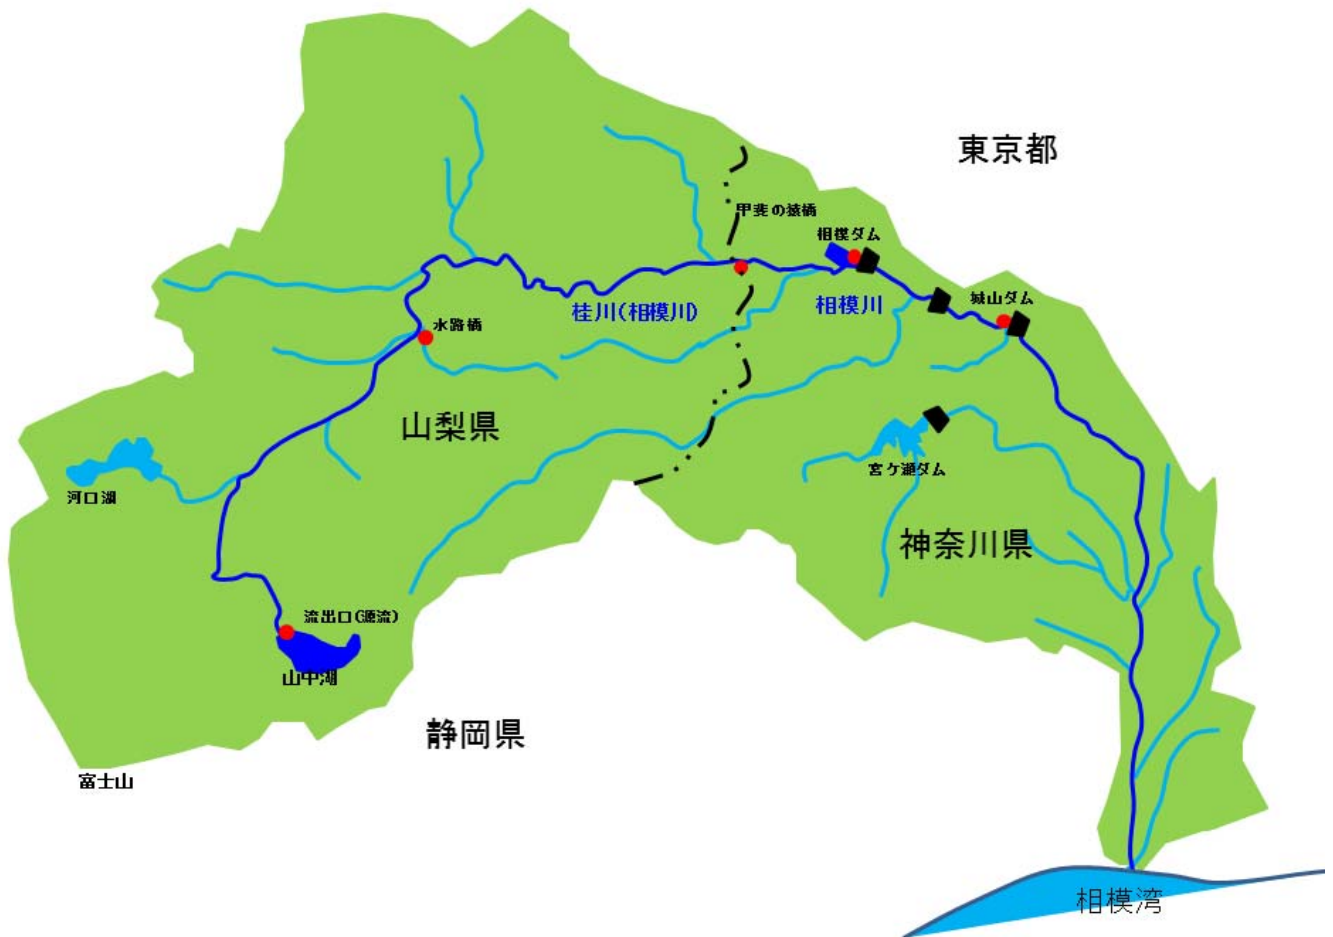 東京都
甲斐の猿橋
相模ダム
城山ダム
桂川(相模川)
相模川
水路橋
山梨県
宮ケ瀬ダム
河口湖
神奈川県
流出口(源流)
山中湖
静岡県
富士山
相模湾